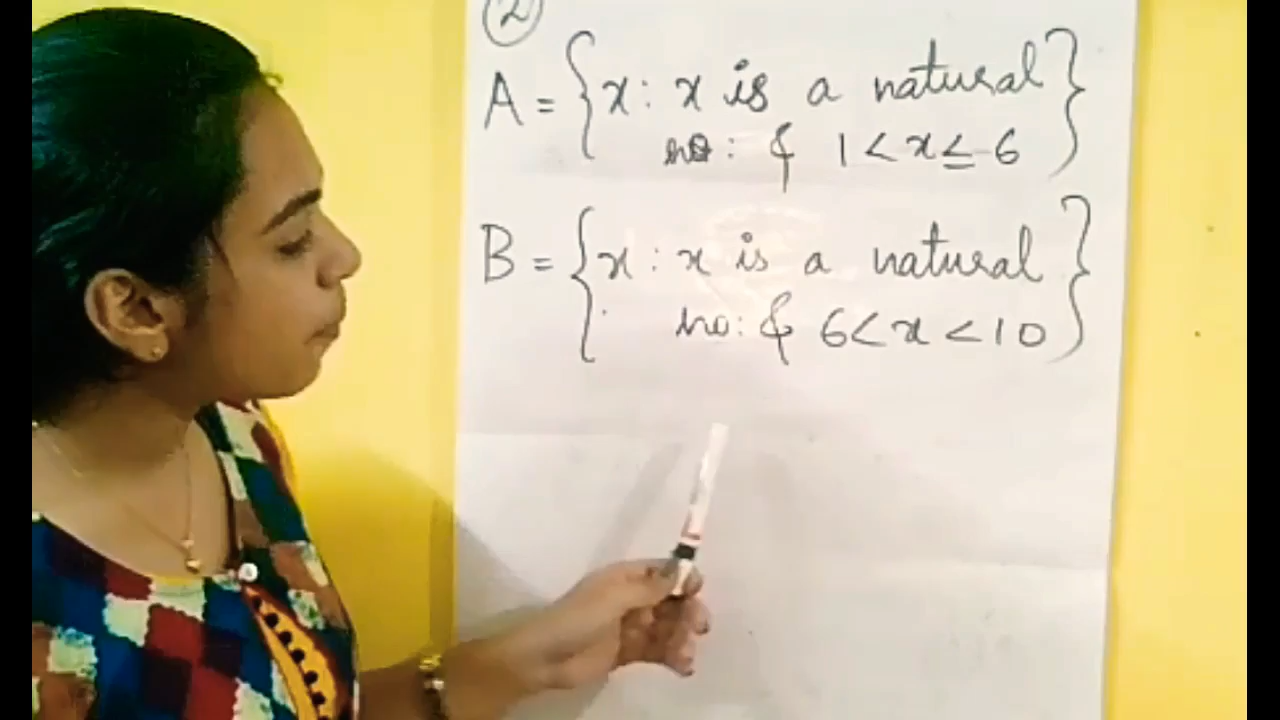 2
A = {x : x is a natural
no: & 1 < x ≤ 6}
B = {x : x is a natural
no: & 6 < x < 10}